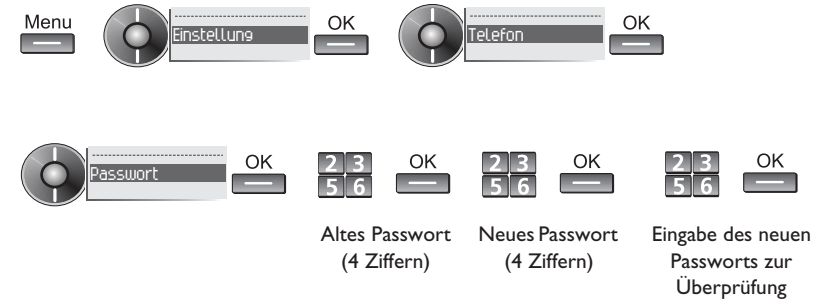 Menu
Einstellung
OK
Telefon
OK
Passwort
OK
2 3
5 6
OK
2 3
5 6
OK
2 3
5 6
OK
Altes Passwort
(4 Ziffern)
Neues Passwort
(4 Ziffern)
Eingabe des neuen
Passworts zur
Überprüfung